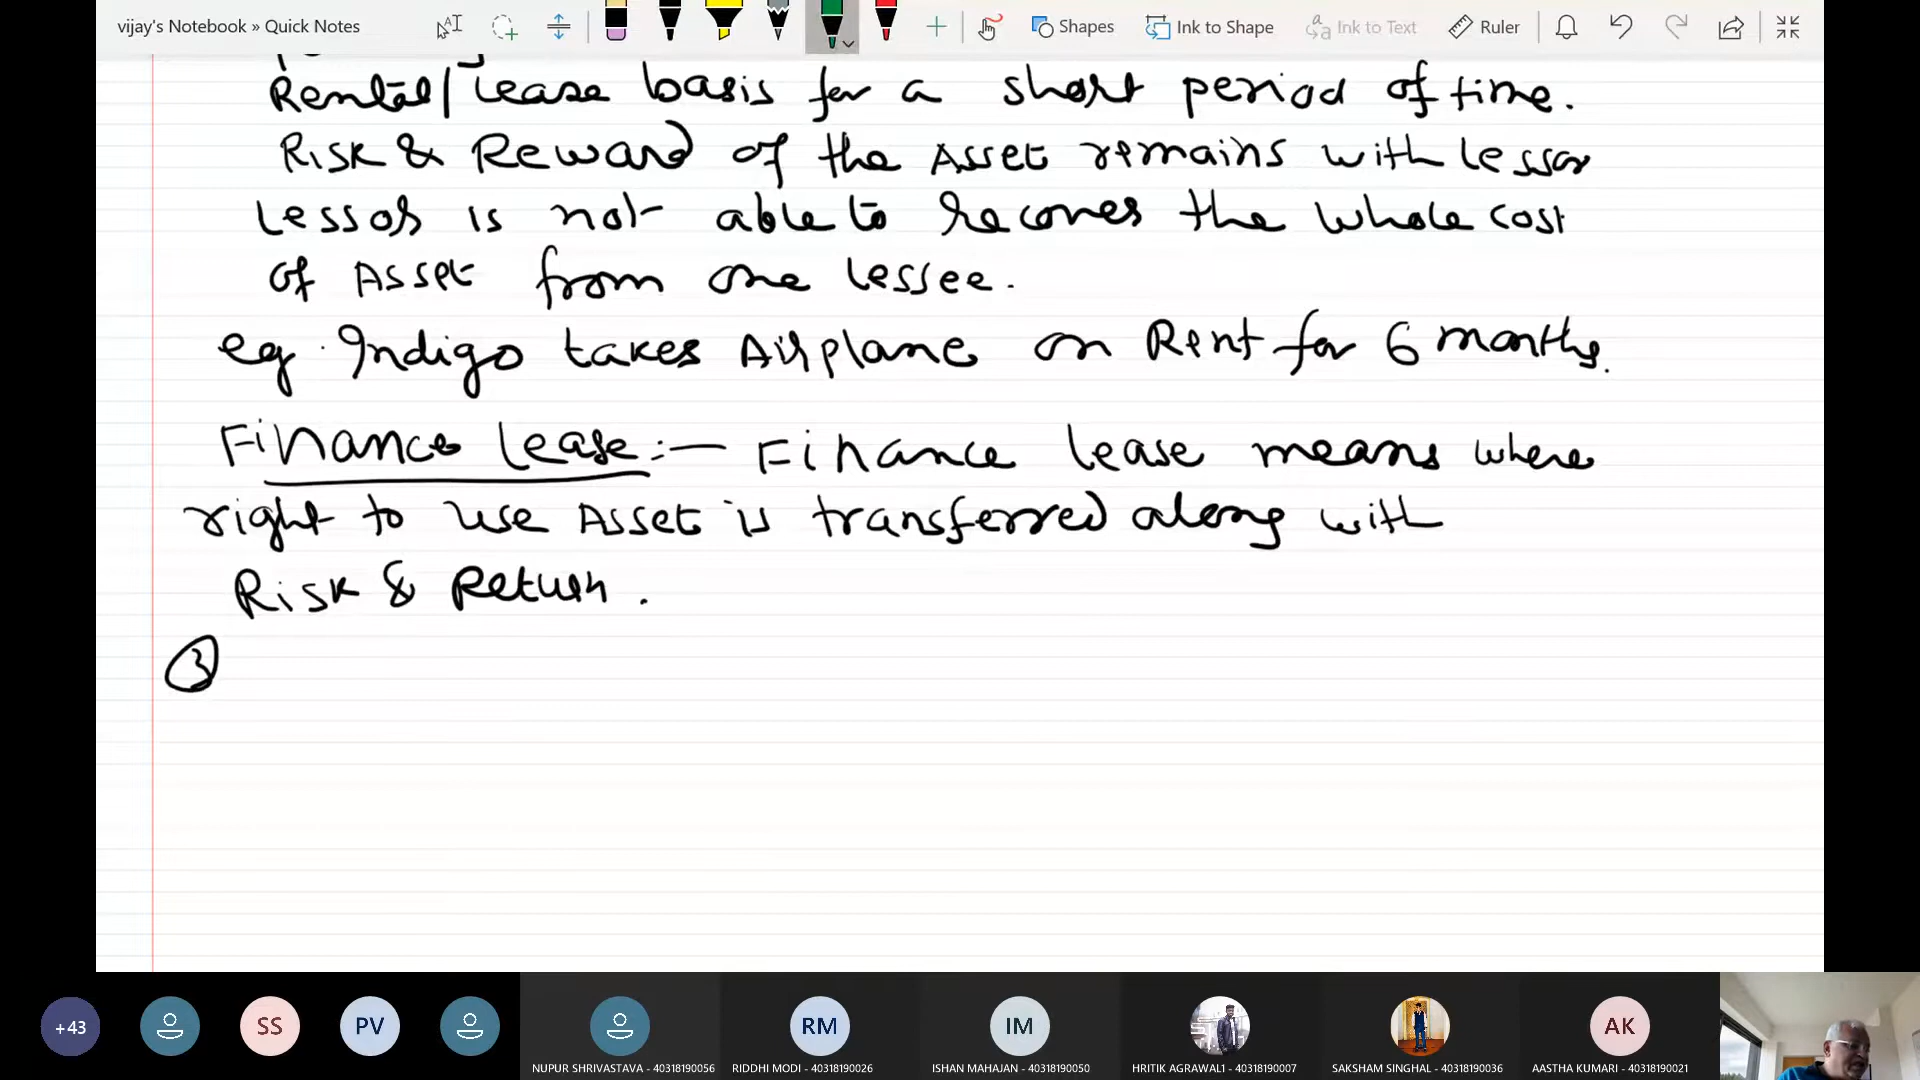 vijay's Notebook » Quick Notes
Shapes
Ink to Shape
Ink to Text
Ruler
Rental/lease basis for a short period of time.
Risk & Reward of the Asset remains with lessor
Lessor is not able to recover the whole cost
of Asset from one lessee.
eg. Indigo takes Airplane on Rent for 6 months.
Finance lease :- Finance lease means where
right to use Asset is transferred along with
Risk & Return.
3
+43
SS
PV
RM
IM
AK
NUPUR SHRIVASTAVA - 40318190056
RIDDHI MODI - 40318190026
ISHAN MAHAJAN - 40318190050
HRITIK AGRAWAL1 - 40318190007
SAKSHAM SINGHAL - 40318190036
AASTHA KUMARI - 40318190021